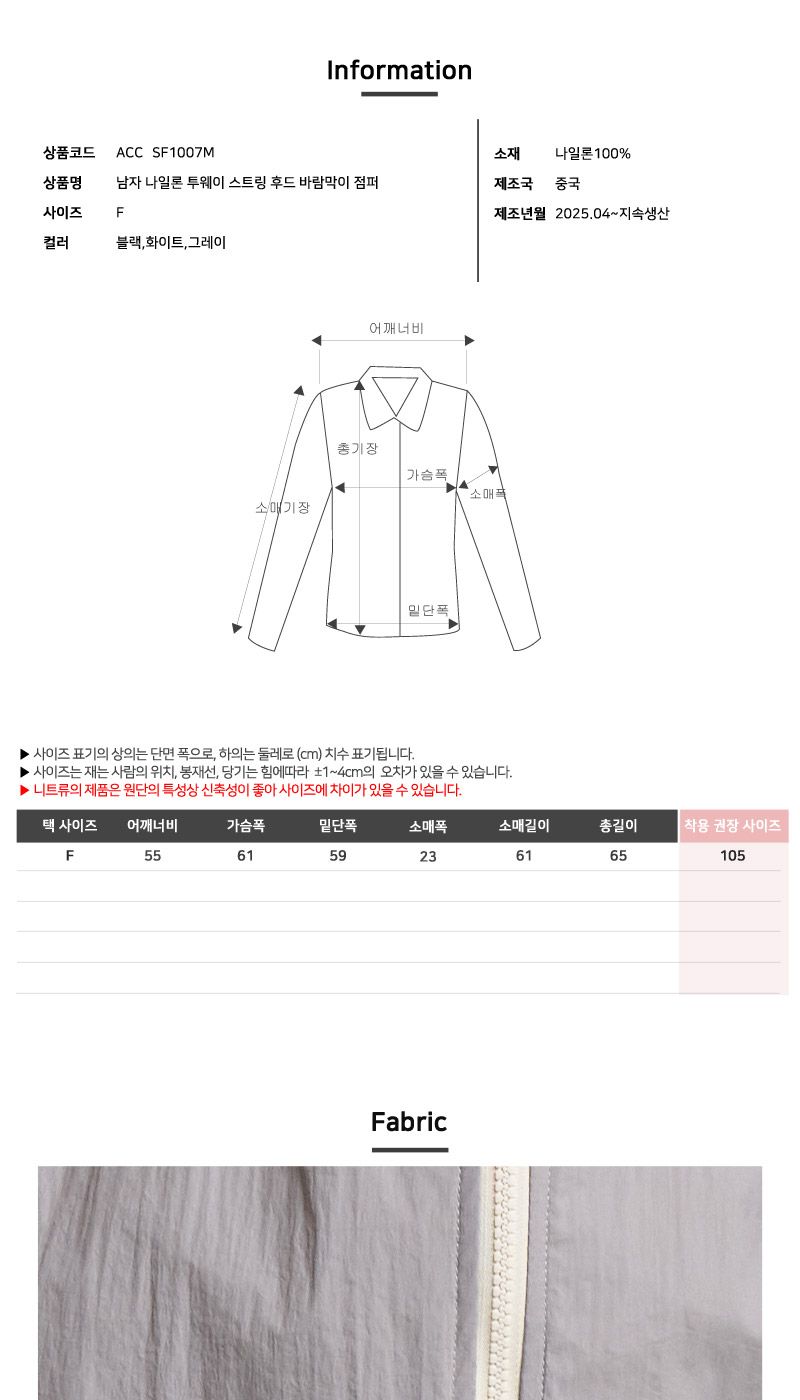 Information
상품코드 ACC SF1007M
상품명 남자 나일론 투웨이 스트링 후드 바람막이 점퍼
사이즈 F
컬러 블랙,화이트,그레이
소재 나일론100%
제조국 중국
제조년월 2025.04~지속생산
어깨너비
총기장
가슴폭
소매폭
소매기장
밑단폭
▶ 사이즈 표기의 상의는 단면 폭으로, 하의는 둘레로 (cm) 치수 표기됩니다.
▶ 사이즈는 재는 사람의 위치, 봉재선, 당기는 힘에따라 ±1~4cm의 오차가 있을 수 있습니다.
▶ 니트류의 제품은 원단의 특성상 신축성이 좋아 사이즈에 차이가 있을 수 있습니다.
택 사이즈 어깨너비 가슴폭 밑단폭 소매폭 소매길이 총길이 착용 권장 사이즈
F 55 61 59 23 61 65 105
Fabric